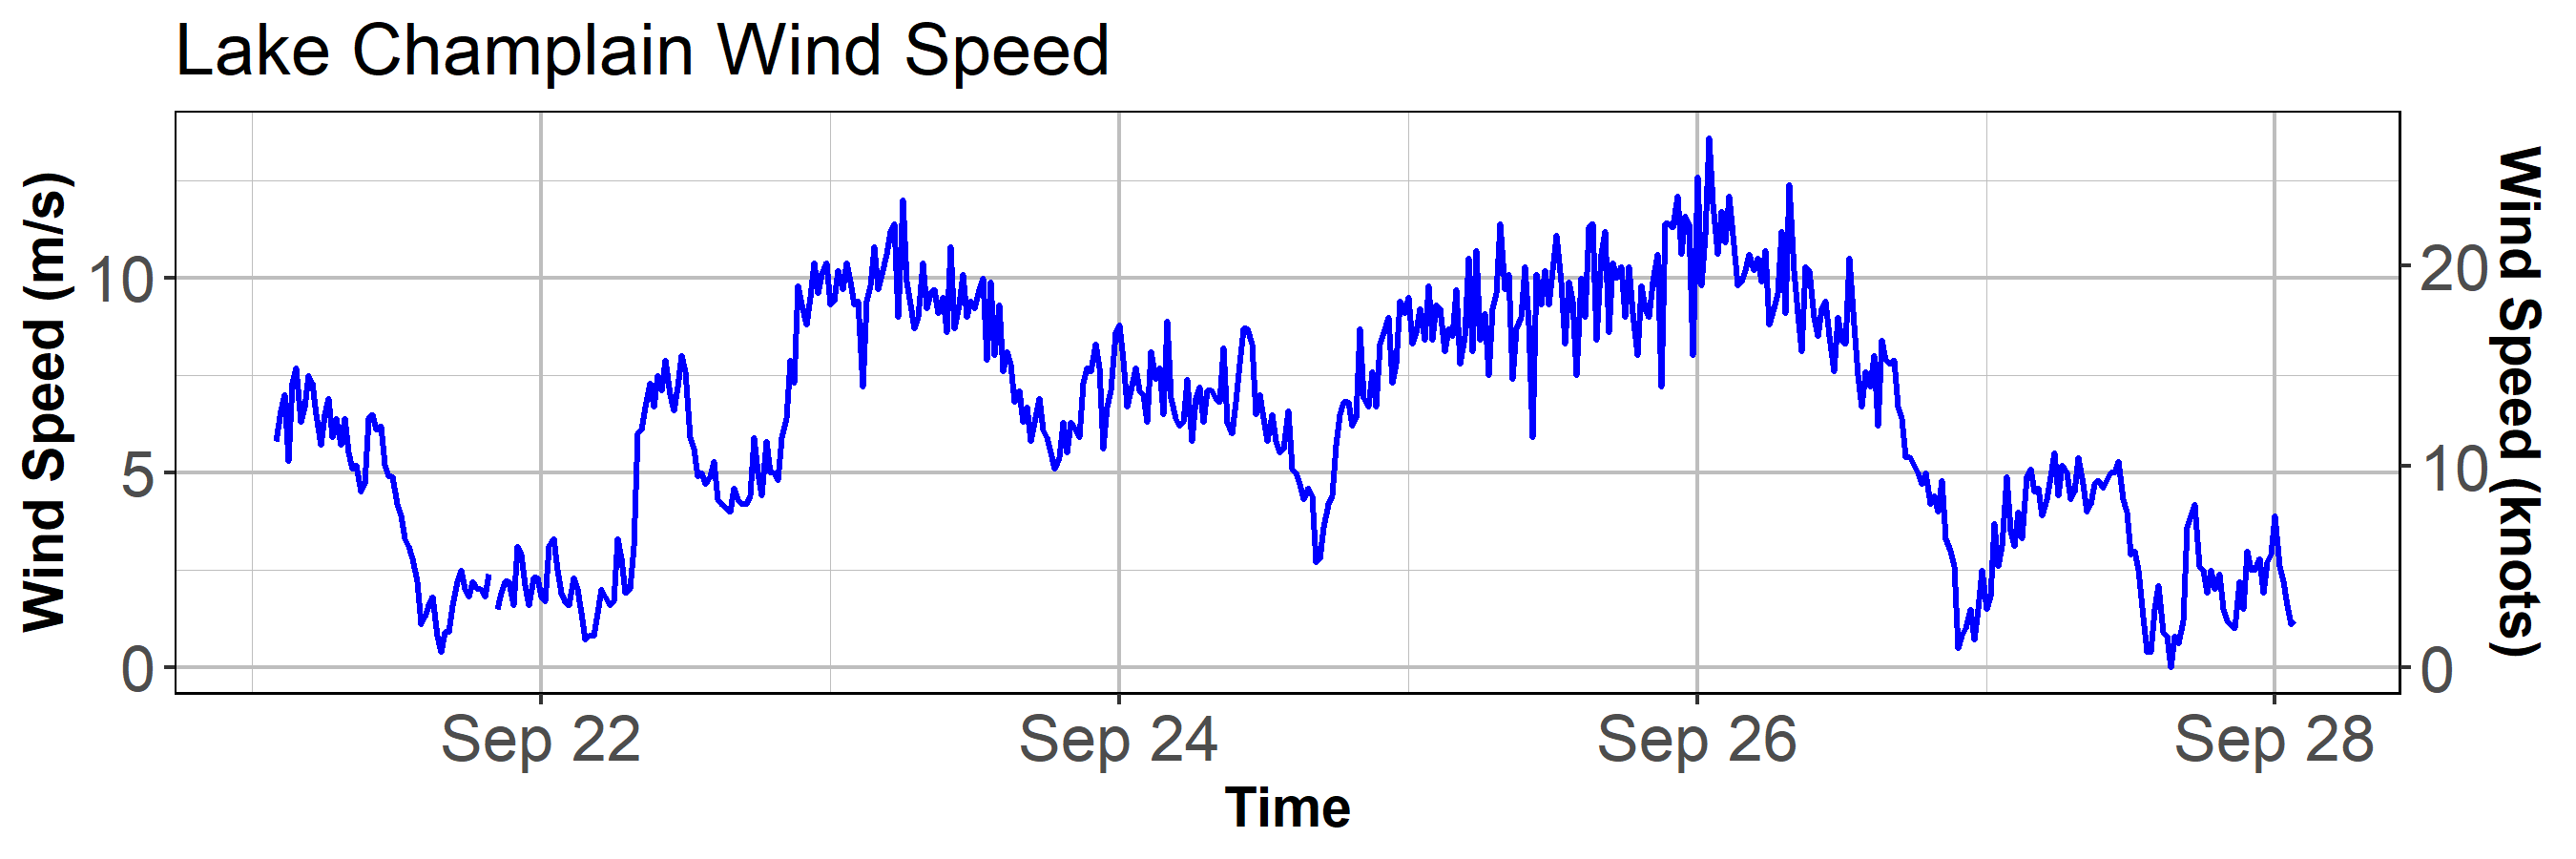 Lake Champlain Wind Speed
Wind Speed (m/s)
10
5
0
20
10
0
Wind Speed (knots)
Sep 22
Sep 24
Sep 26
Sep 28
Time